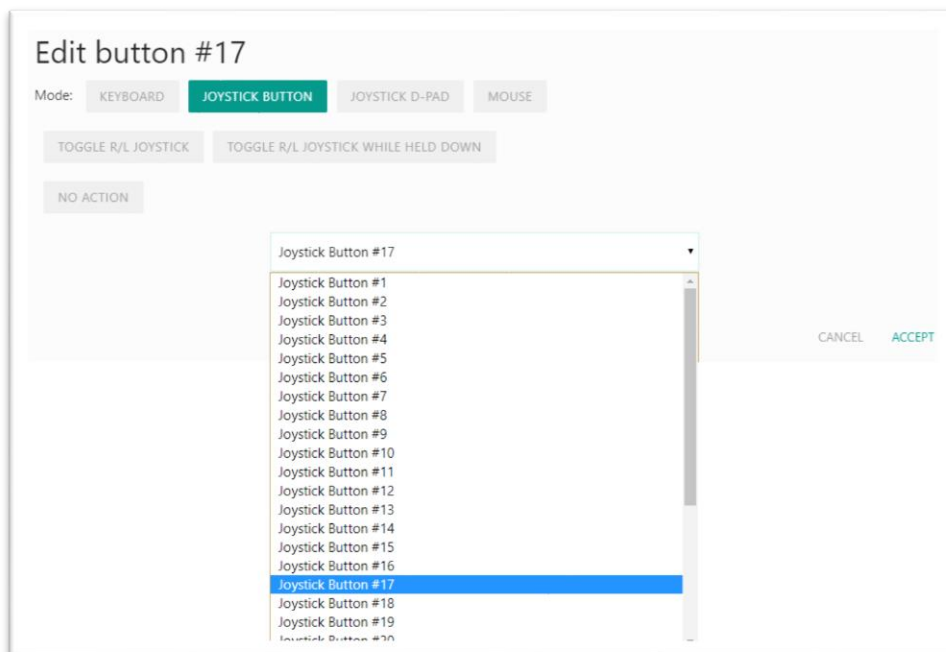 Edit button #17
Mode: KEYBOARD JOYSTICK BUTTON JOYSTICK D-PAD MOUSE
TOGGLE R/L JOYSTICK TOGGLE R/L JOYSTICK WHILE HELD DOWN
NO ACTION
Joystick Button #17
Joystick Button #1
Joystick Button #2
Joystick Button #3
CANCEL ACCEPT
Joystick Button #4
Joystick Button #5
Joystick Button #6
Joystick Button #7
Joystick Button #8
Joystick Button #9
Joystick Button #10
Joystick Button #11
Joystick Button #12
Joystick Button #13
Joystick Button #14
Joystick Button #15
Joystick Button #16
Joystick Button #17
Joystick Button #18
Joystick Button #19
Joystick Button #20